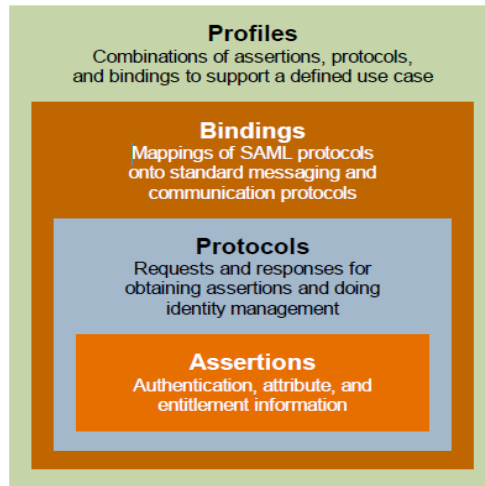 Profiles
Combinations of assertions, protocols,
and bindings to support a defined use case
Bindings
Mappings of SAML protocols
onto standard messaging and
communication protocols
Protocols
Requests and responses for
obtaining assertions and doing
identity management
Assertions
Authentication, attribute, and
entitlement information